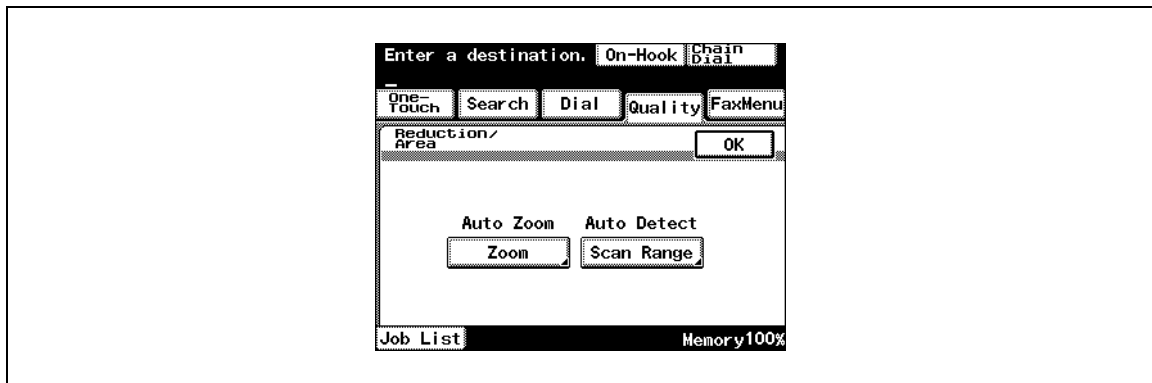 Enter a destination. On-Hook Chain Dial
One-Touch Search Dial Quality FaxMenu
Reduction/
Area
OK
Auto Zoom Auto Detect
Zoom Scan Range
Job List Memory100%